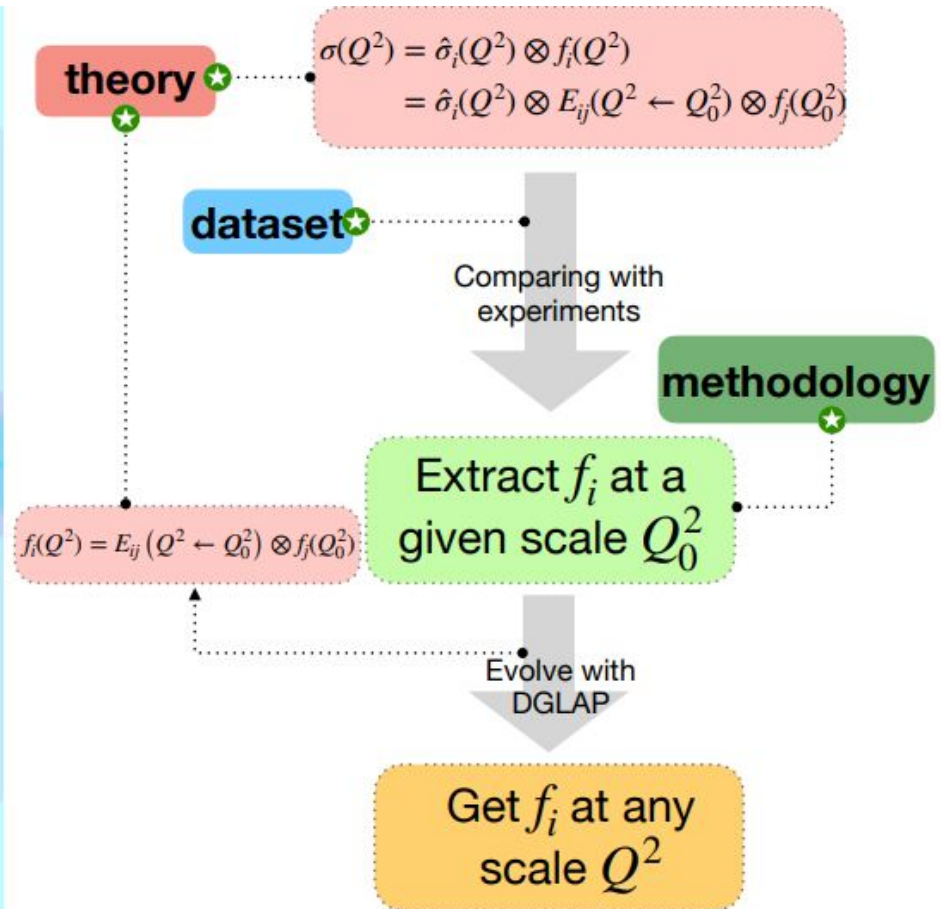 theory
σ(Q²) = σ̂ᵢ(Q²) ⊗ fᵢ(Q²)
= σ̂ᵢ(Q²) ⊗ Eᵢⱼ(Q² ← Q₀²) ⊗ fⱼ(Q₀²)
dataset
Comparing with
experiments
methodology
Extract fᵢ at a
given scale Q₀²
fᵢ(Q²) = Eᵢⱼ (Q² ← Q₀²) ⊗ fⱼ(Q₀²)
Evolve with
DGLAP
Get fᵢ at any
scale Q²